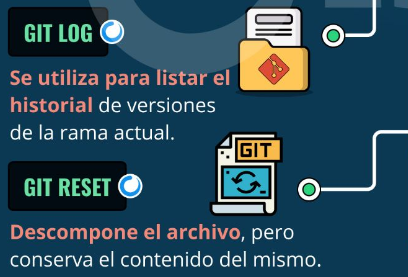 GIT LOG
Se utiliza para listar el
historial de versiones
de la rama actual.
GIT
GIT RESET
Descompone el archivo, pero
conserva el contenido del mismo.